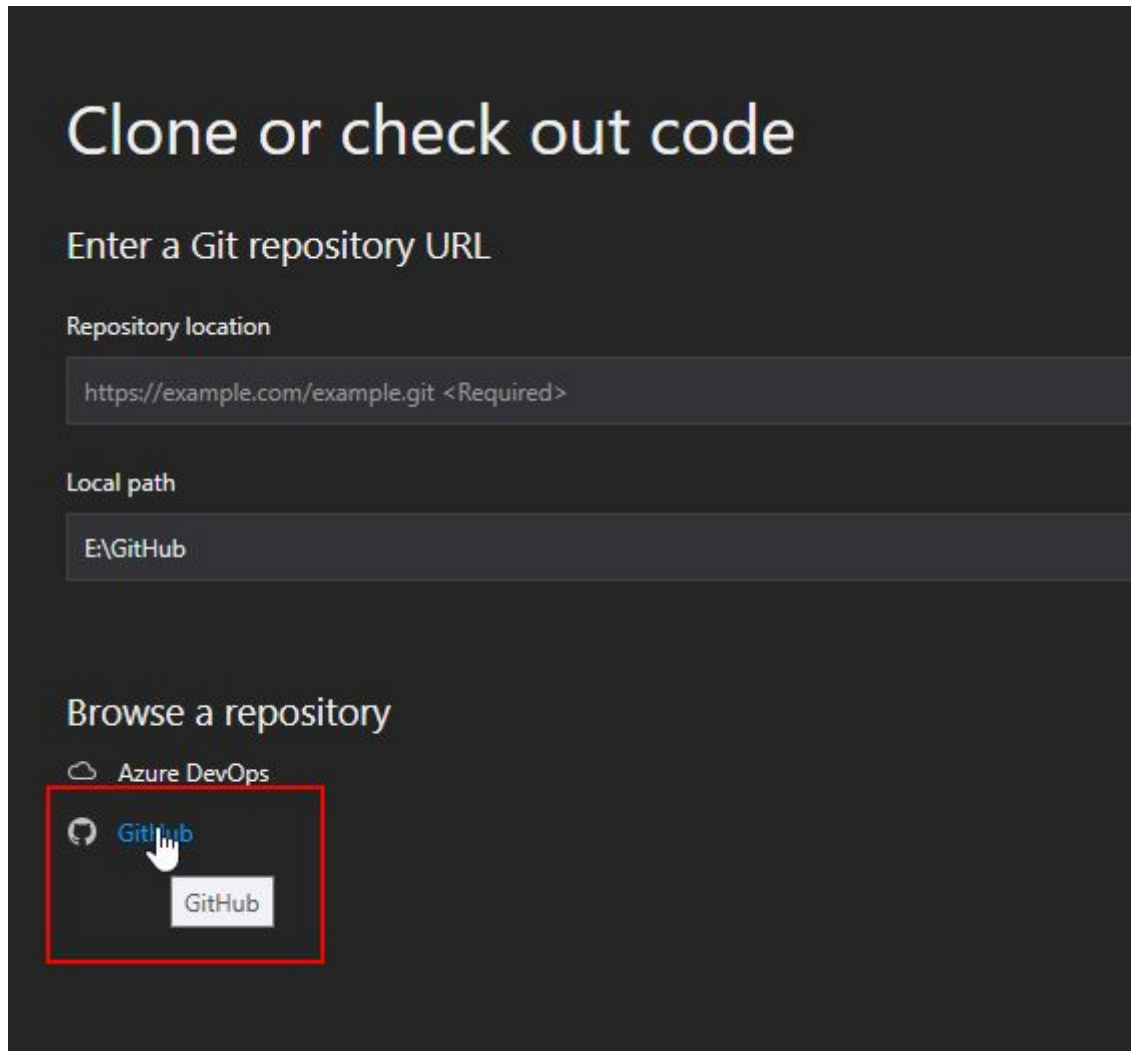 Clone or check out code
Enter a Git repository URL
Repository location
https://example.com/example.git <Required>
Local path
E:\GitHub
Browse a repository
Azure DevOps
GitHub
GitHub